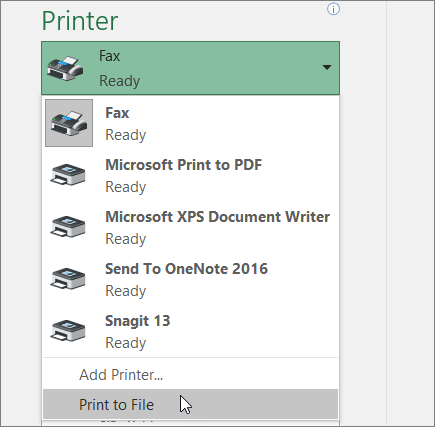 Printer
Fax
Ready
Fax
Ready
Microsoft Print to PDF
Ready
Microsoft XPS Document Writer
Ready
Send To OneNote 2016
Ready
Snagit 13
Ready
Add Printer...
Print to File